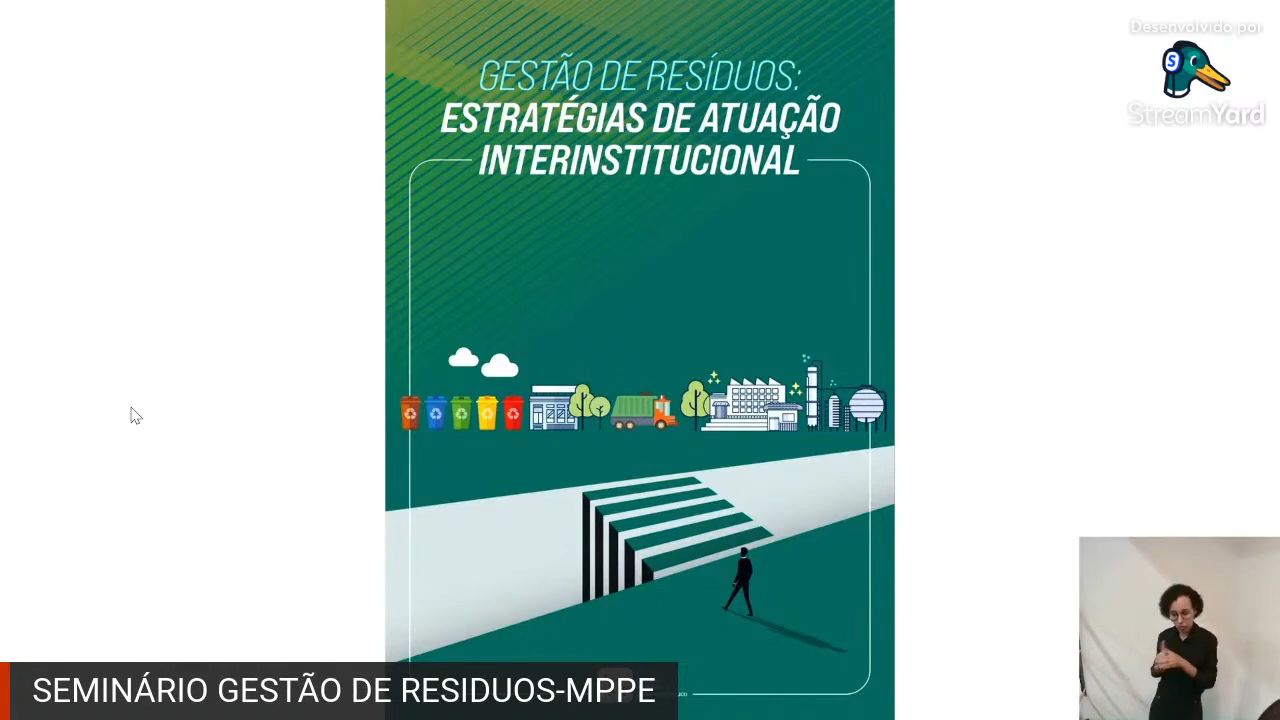 Desenvolvido por
StreamYard
GESTÃO DE RESÍDUOS:
ESTRATÉGIAS DE ATUAÇÃO
INTERINSTITUCIONAL
SEMINÁRIO GESTÃO DE RESIDUOS-MPPE